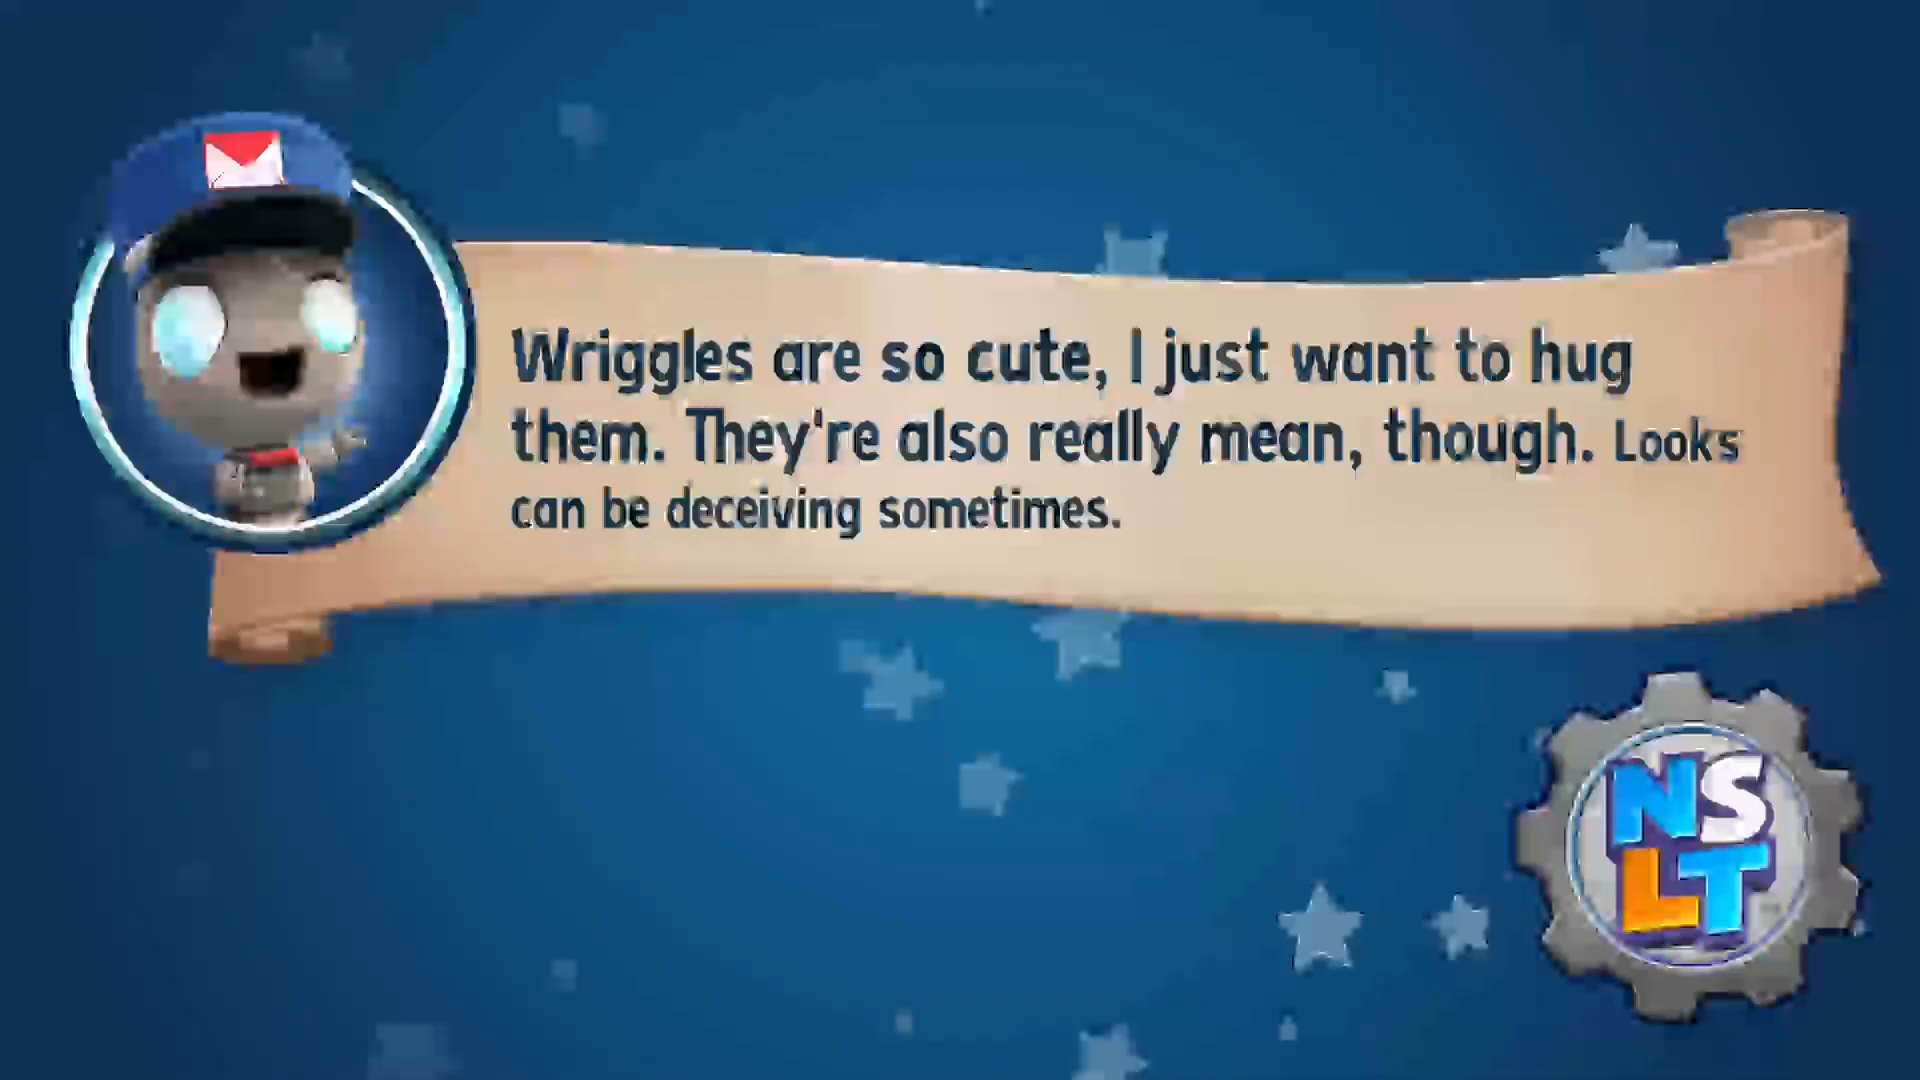 Wriggles are so cute, I just want to hug
them. They're also really mean, though. Looks
can be deceiving sometimes.
NS
LT